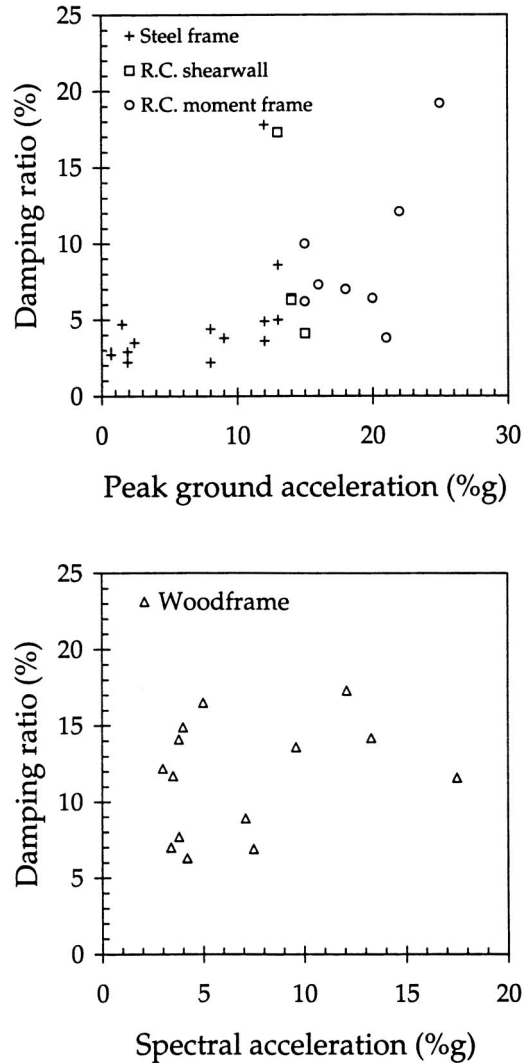 25
+ Steel frame
□ R.C. shearwall
○ R.C. moment frame
20
15
10
5
0
Damping ratio (%)
0 10 20 30
Peak ground acceleration (%g)
25
△ Woodframe
20
15
10
5
0
Damping ratio (%)
0 5 10 15 20
Spectral acceleration (%g)